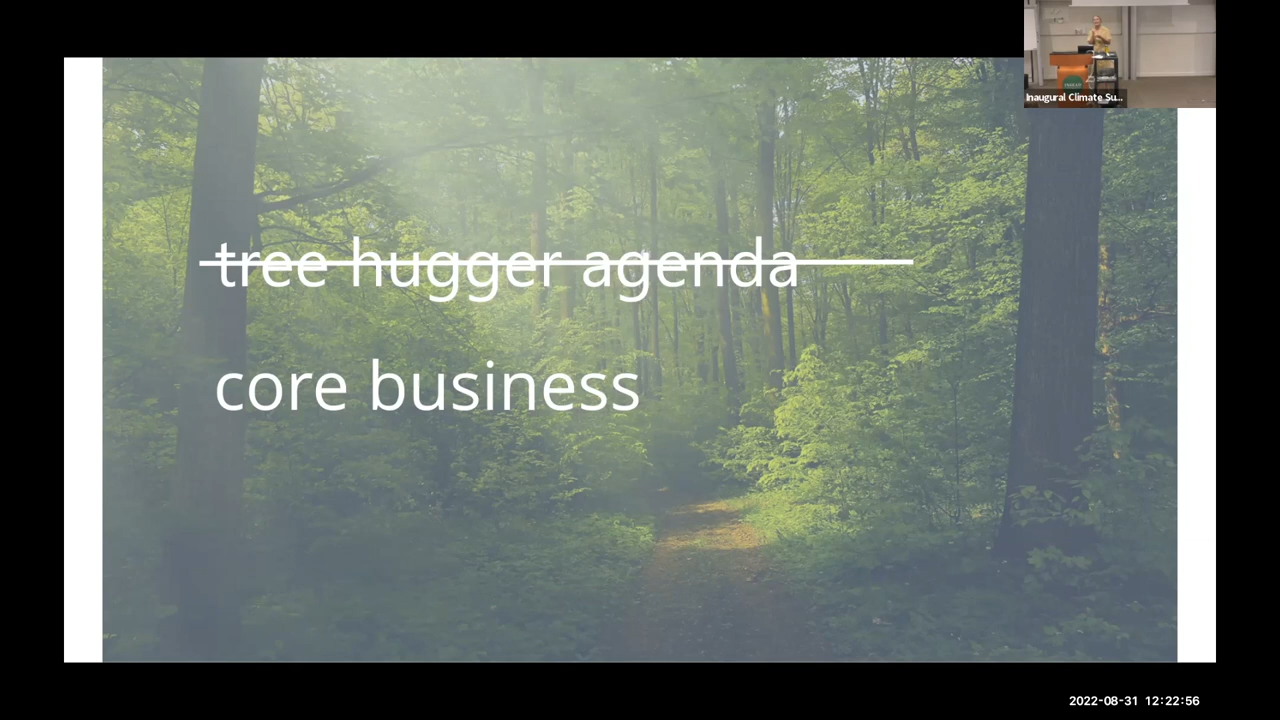 Inaugural Climate Su...
tree hugger agenda
core business
2022-08-31 12:22:56